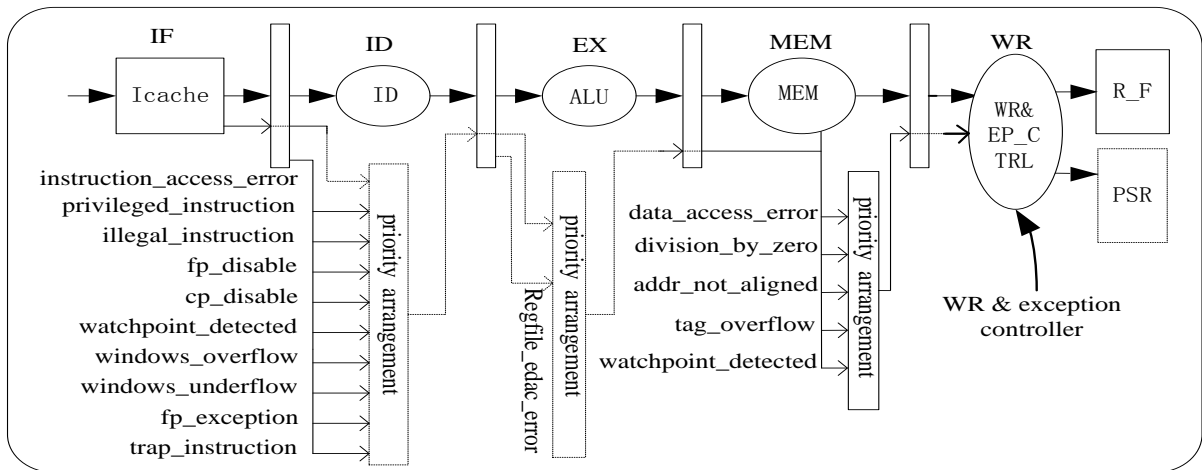 IF
ID
EX
MEM
WR
Icache
ID
ALU
MEM
WR&
EP_C
TRL
R_F
PSR
instruction_access_error
privileged_instruction
illegal_instruction
fp_disable
cp_disable
watchpoint_detected
windows_overflow
windows_underflow
fp_exception
trap_instruction
priority arrangement
Regfile_edac_error
priority arrangement
data_access_error
division_by_zero
addr_not_aligned
tag_overflow
watchpoint_detected
priority arrangement
WR & exception
controller